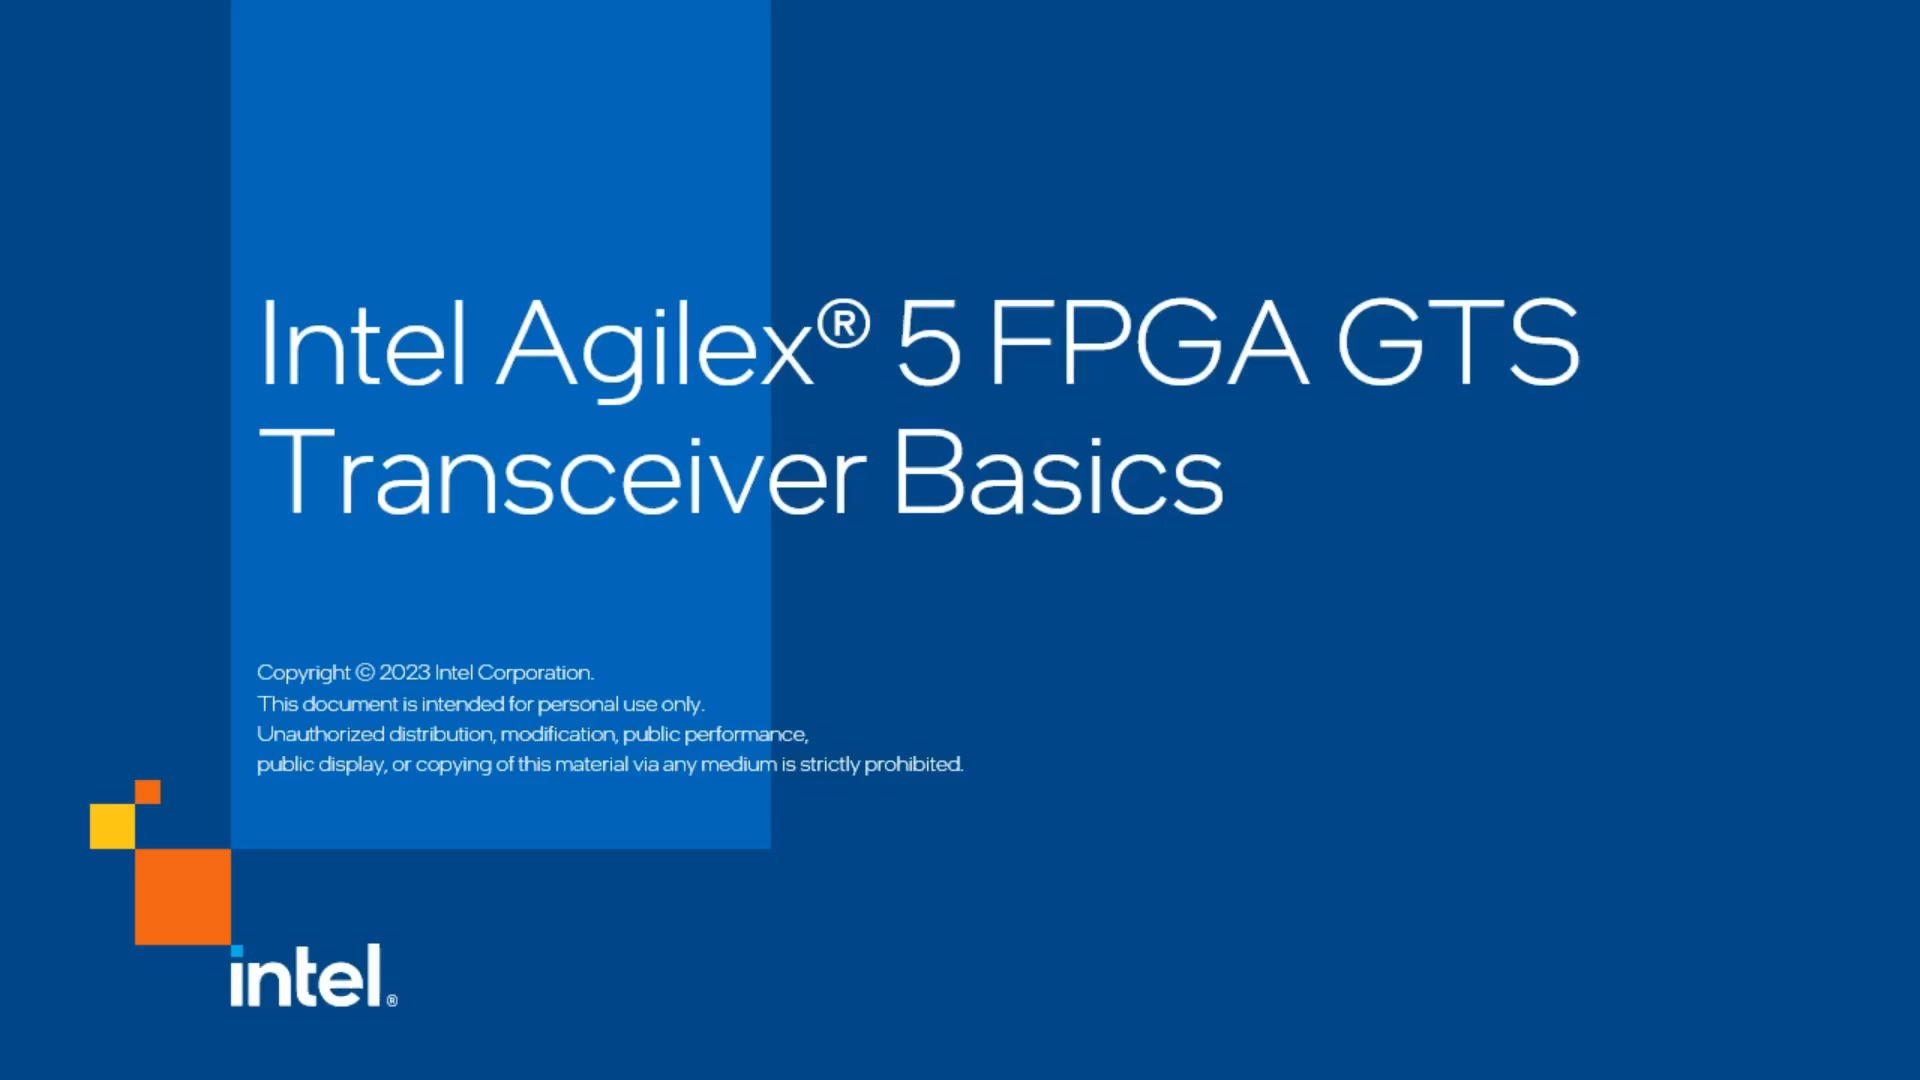 Intel Agilex® 5 FPGA GTS
Transceiver Basics
Copyright © 2023 Intel Corporation.
This document is intended for personal use only.
Unauthorized distribution, modification, public performance,
public display, or copying of this material via any medium is strictly prohibited.
intel®